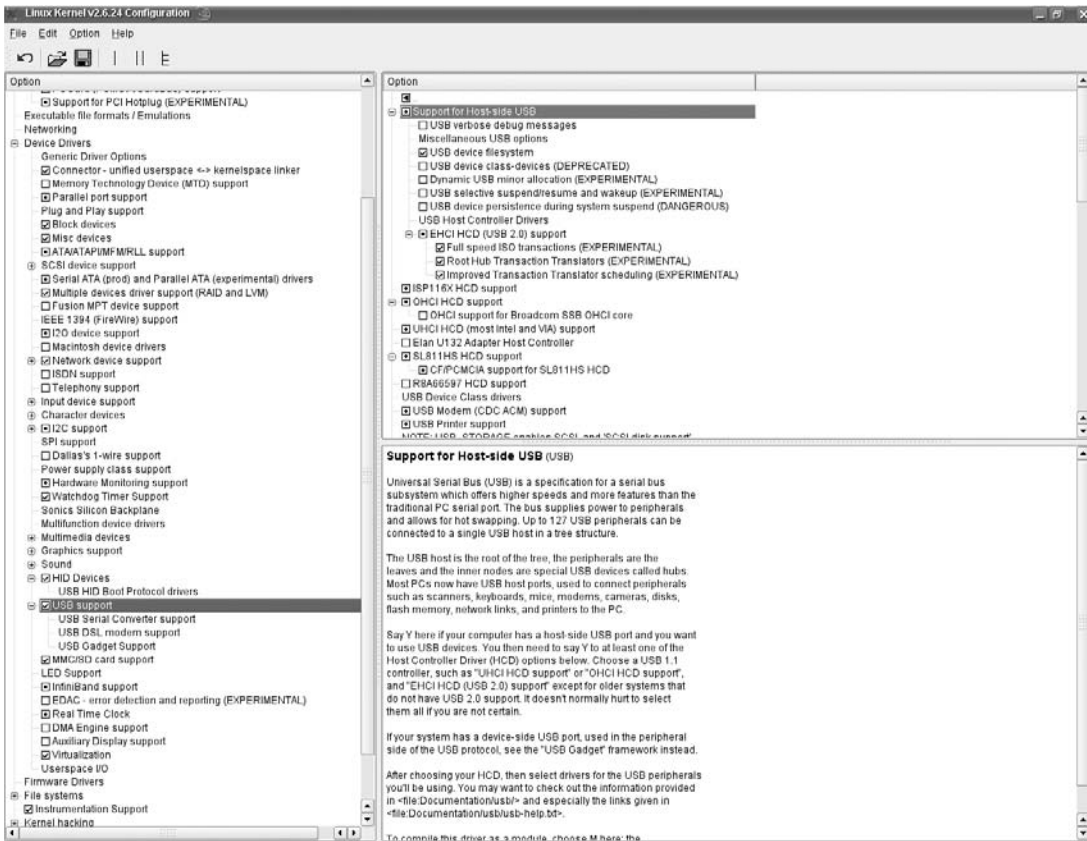 Linux Kernel v2.6.24 Configuration
File Edit Option Help
Option
Support for PCI Hotplug (EXPERIMENTAL)
Executable file formats / Emulations
Networking
Device Drivers
Generic Driver Options
Connector - unified userspace <-> kernelspace linker
Memory Technology Device (MTD) support
Parallel port support
Plug and Play support
Block devices
Misc devices
ATA/ATAPI/MFM/RLL support
SCSI device support
Serial ATA (prod) and Parallel ATA (experimental) drivers
Multiple devices driver support (RAID and LVM)
Fusion MPT device support
IEEE 1394 (FireWire) support
I2O device support
Macintosh device drivers
Network device support
ISDN support
Telephony support
Input device support
Character devices
I2C support
SPI support
Dallas's 1-wire support
Power supply class support
Hardware Monitoring support
Watchdog Timer Support
Sonics Silicon Backplane
Multifunction device drivers
Multimedia devices
Graphics support
Sound
HID Devices
USB HID Boot Protocol drivers
USB support
USB Serial Converter support
USB DSL modem support
USB Gadget Support
MMC/SD card support
LED Support
InfiniBand support
EDAC - error detection and reporting (EXPERIMENTAL)
Real Time Clock
DMA Engine support
Auxiliary Display support
Virtualization
Userspace I/O
Firmware Drivers
File systems
Instrumentation Support
Kernel hacking
Option
..
Support for Host-side USB
USB verbose debug messages
Miscellaneous USB options
USB device filesystem
USB device class-devices (DEPRECATED)
Dynamic USB minor allocation (EXPERIMENTAL)
USB selective suspend/resume and wakeup (EXPERIMENTAL)
USB device persistence during system suspend (DANGEROUS)
USB Host Controller Drivers
EHCI HCD (USB 2.0) support
Full speed ISO transactions (EXPERIMENTAL)
Root Hub Transaction Translators (EXPERIMENTAL)
Improved Transaction Translator scheduling (EXPERIMENTAL)
ISP116X HCD support
OHCI HCD support
OHCI support for Broadcom SSB OHCI core
UHCI HCD (most Intel and VIA) support
Elan U132 Adapter Host Controller
SL811HS HCD support
CF/PCMCIA support for SL811HS HCD
R8A66597 HCD support
USB Device Class drivers
USB Modem (CDC ACM) support
USB Printer support
NOTE: USB_STORAGE enables SCSI, and 'SCSI disk support'
Support for Host-side USB (USB)
Universal Serial Bus (USB) is a specification for a serial bus
subsystem which offers higher speeds and more features than the
traditional PC serial port. The bus supplies power to peripherals
and allows for hot swapping. Up to 127 USB peripherals can be
connected to a single USB host in a tree structure.
The USB host is the root of the tree, the peripherals are the
leaves and the inner nodes are special USB devices called hubs.
Most PCs now have USB host ports, used to connect peripherals
such as scanners, keyboards, mice, modems, cameras, disks,
flash memory, network links, and printers to the PC.
Say Y here if your computer has a host-side USB port and you want
to use USB devices. You then need to say Y to at least one of the
Host Controller Driver (HCD) options below. Choose a USB 1.1
controller, such as "UHCI HCD support" or "OHCI HCD support",
and "EHCI HCD (USB 2.0) support" except for older systems that
do not have USB 2.0 support. It doesn't normally hurt to select
them all if you are not certain.
If your system has a device-side USB port, used in the peripheral
side of the USB protocol, see the "USB Gadget" framework instead.
After choosing your HCD, then select drivers for the USB peripherals
you'll be using. You may want to check out the information provided
in <file:Documentation/usb/> and especially the links given in
<file:Documentation/usb/usb-help.txt>.
To compile this driver as a module, choose M here: the